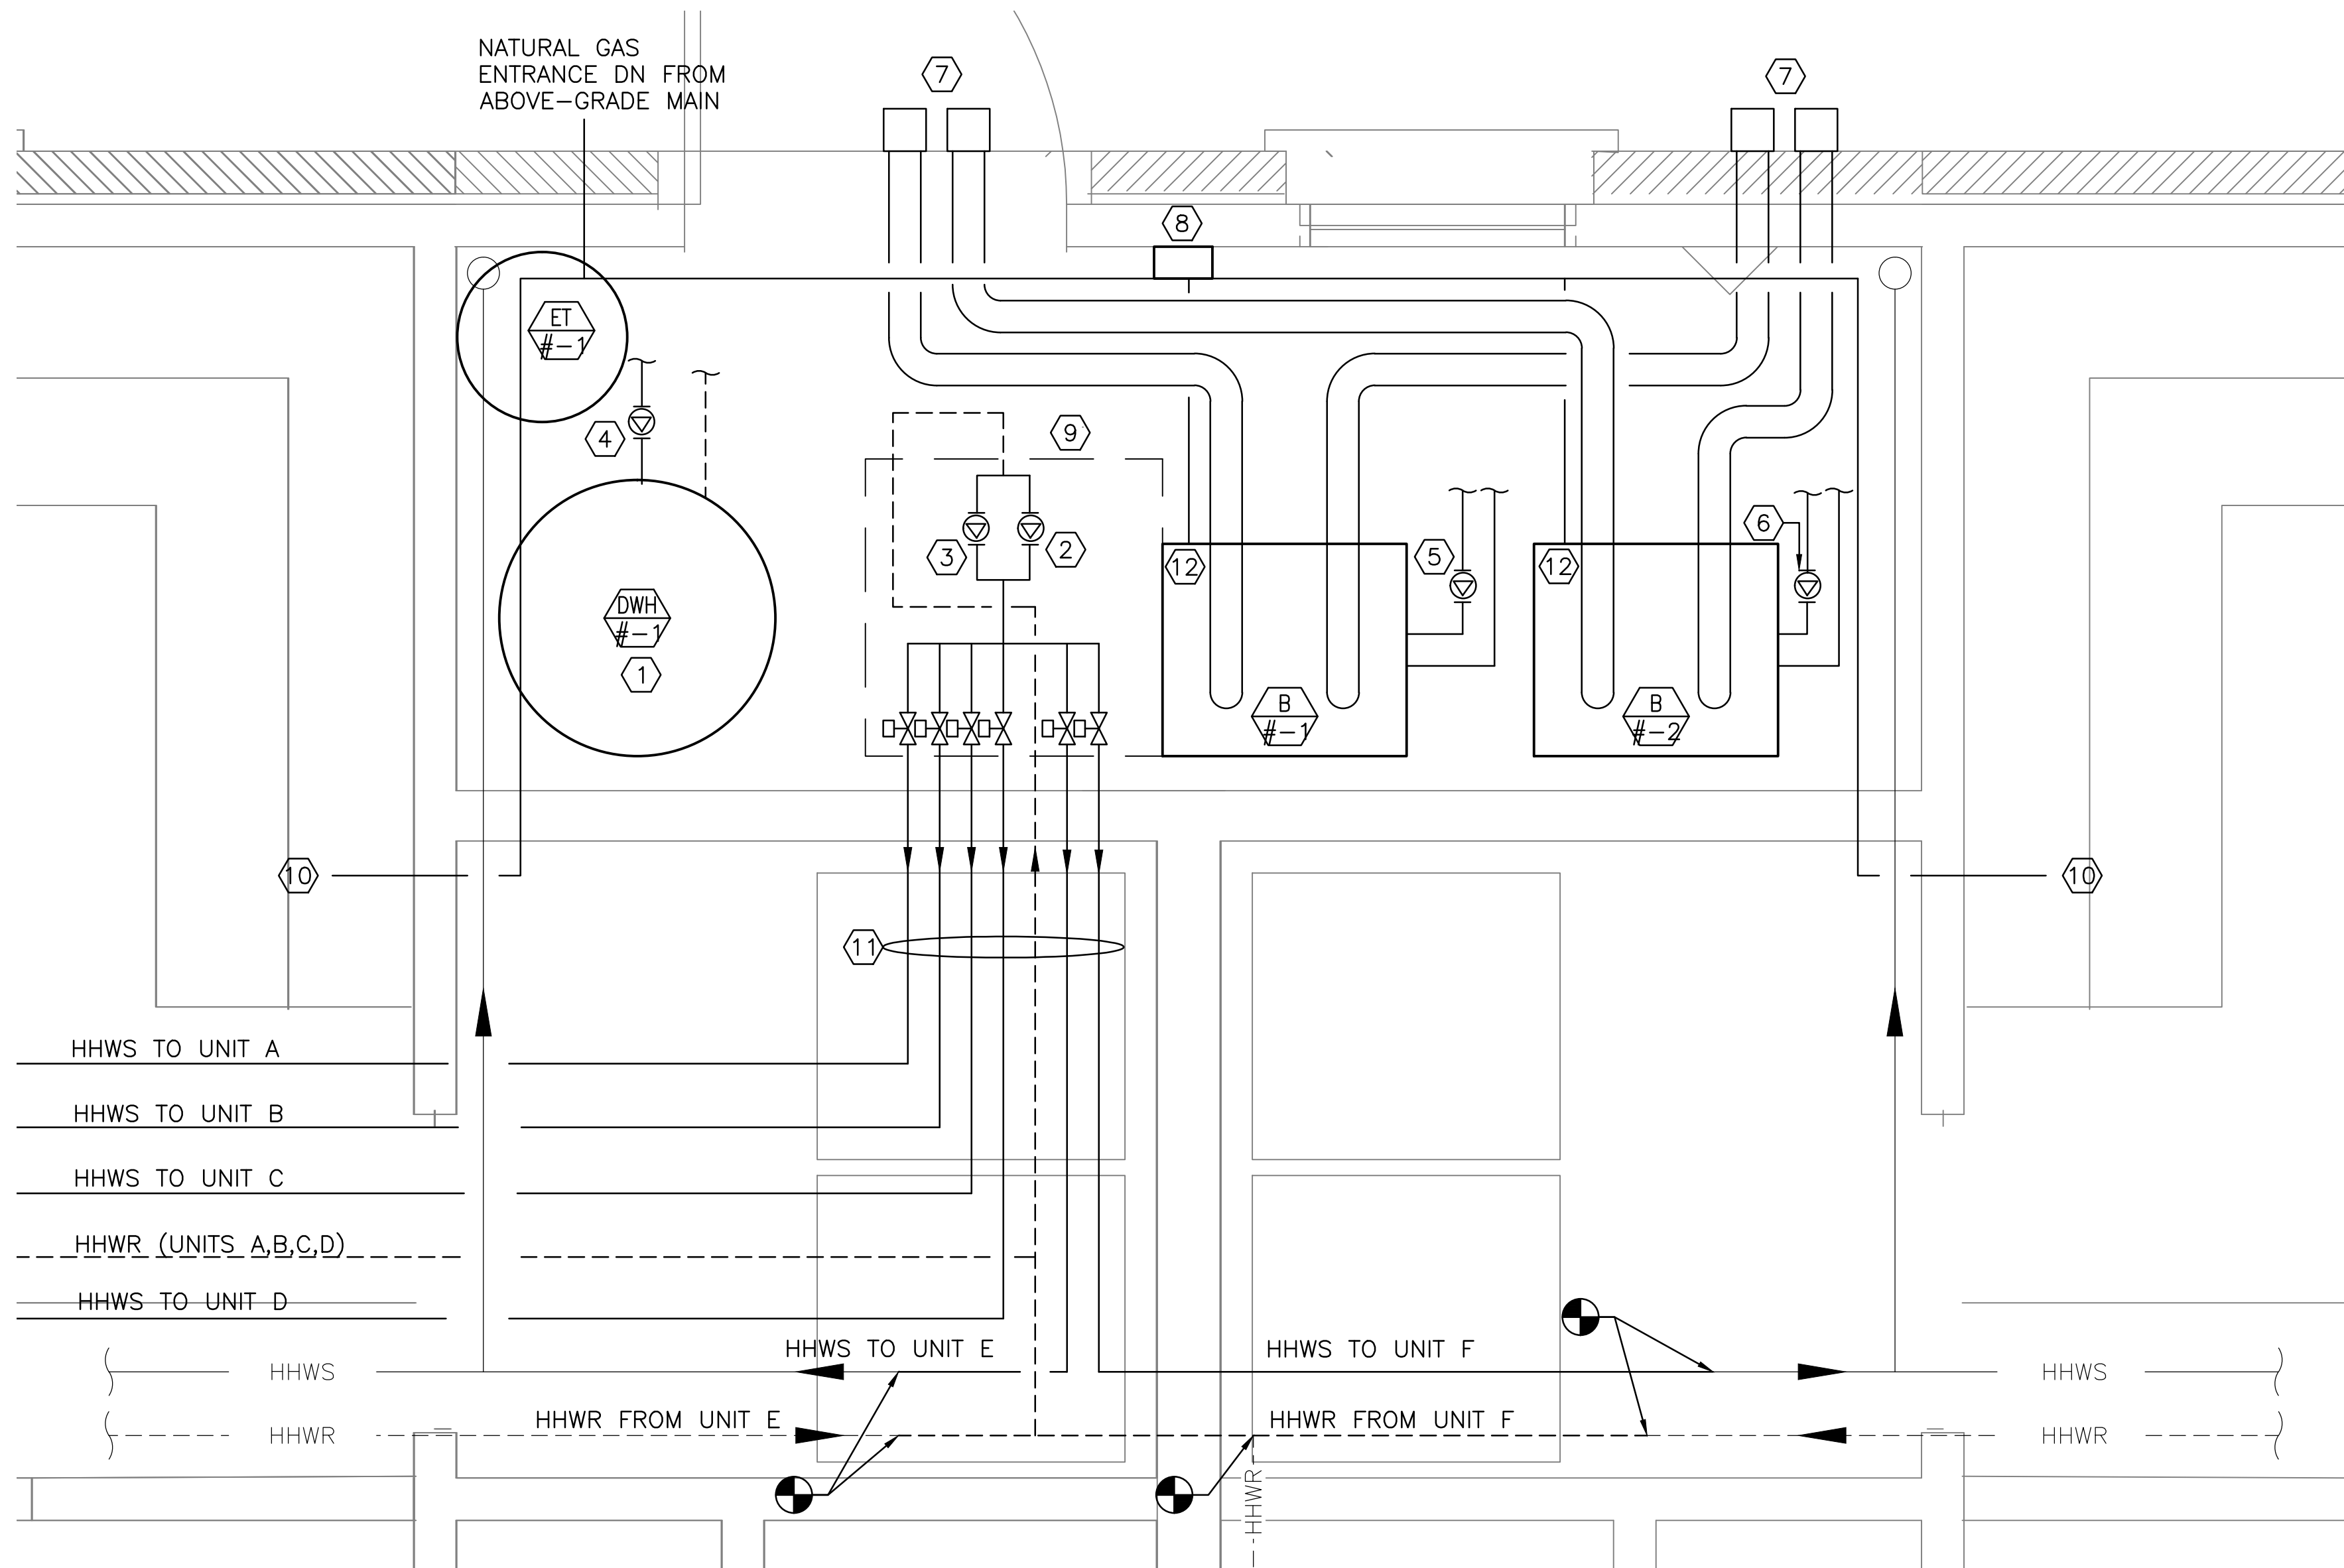 NATURAL GAS
ENTRANCE DN FROM
ABOVE-GRADE MAIN
7
7
8
ET
#-1
4
9
3
2
5
6
12
12
DWH
#-1
1
B
#-1
B
#-2
10
10
11
HHWS TO UNIT A
HHWS TO UNIT B
HHWS TO UNIT C
HHWR (UNITS A,B,C,D)
HHWS TO UNIT D
HHWS TO UNIT E
HHWS TO UNIT F
HHWS
HHWS
HHWR FROM UNIT E
HHWR FROM UNIT F
HHWR
HHWR
HHWR